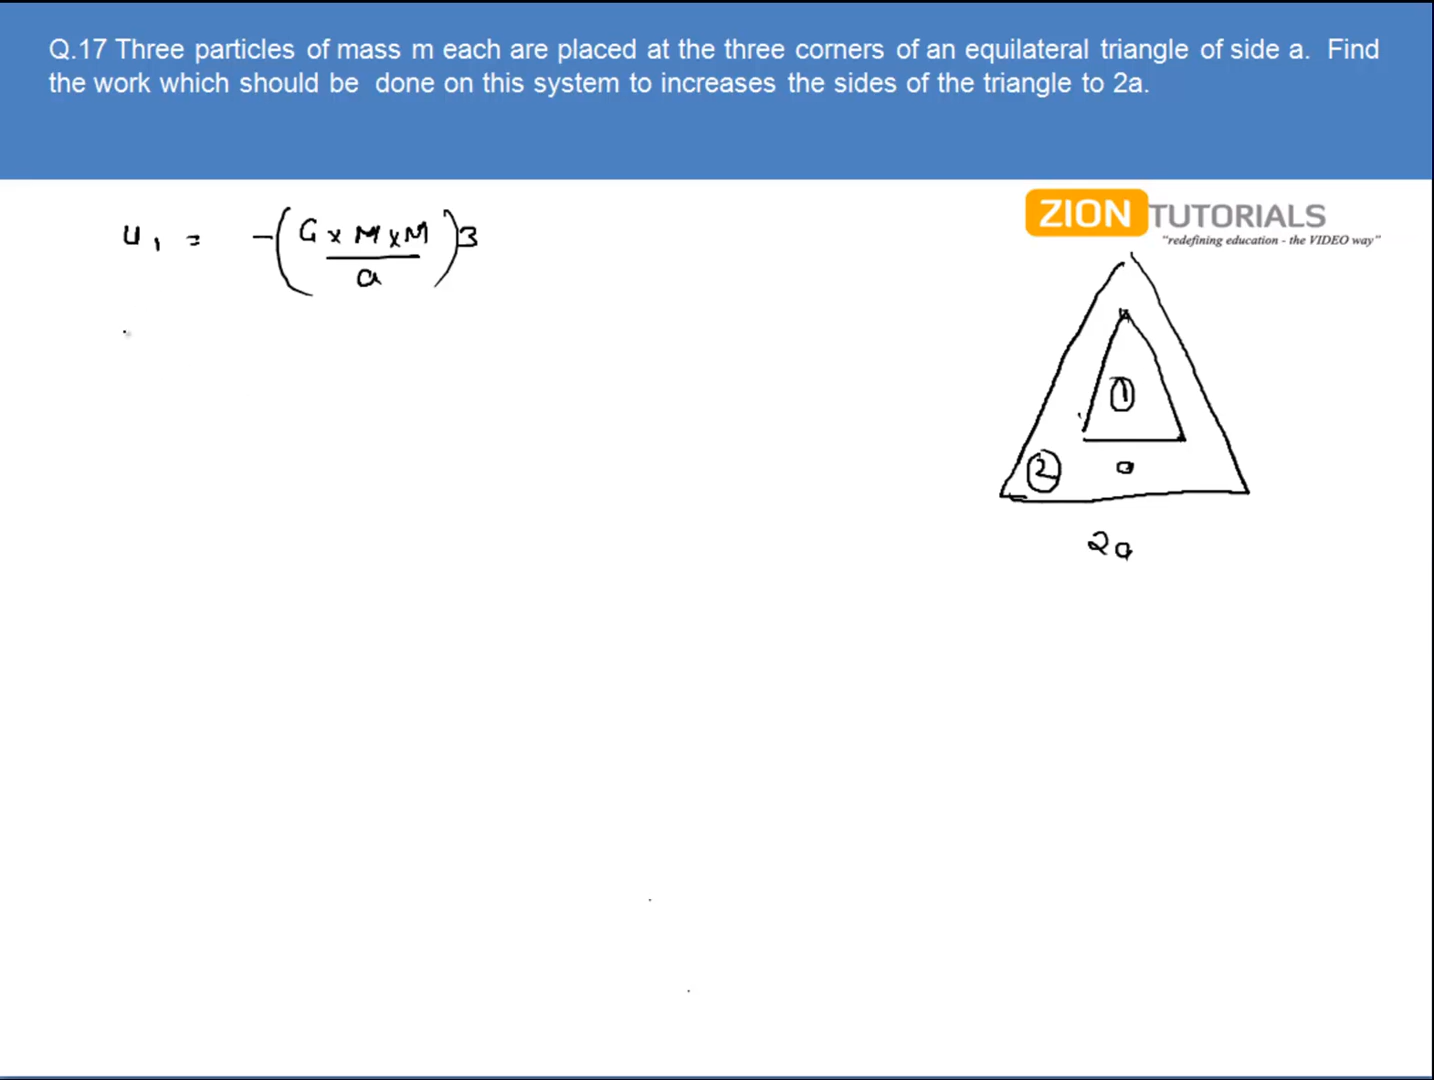 Q.17 Three particles of mass m each are placed at the three corners of an equilateral triangle of side a. Find
the work which should be done on this system to increases the sides of the triangle to 2a.
ZION TUTORIALS
"redefining education - the VIDEO way"
u₁ = -(G x M x M / a)3
1
2
a
2a